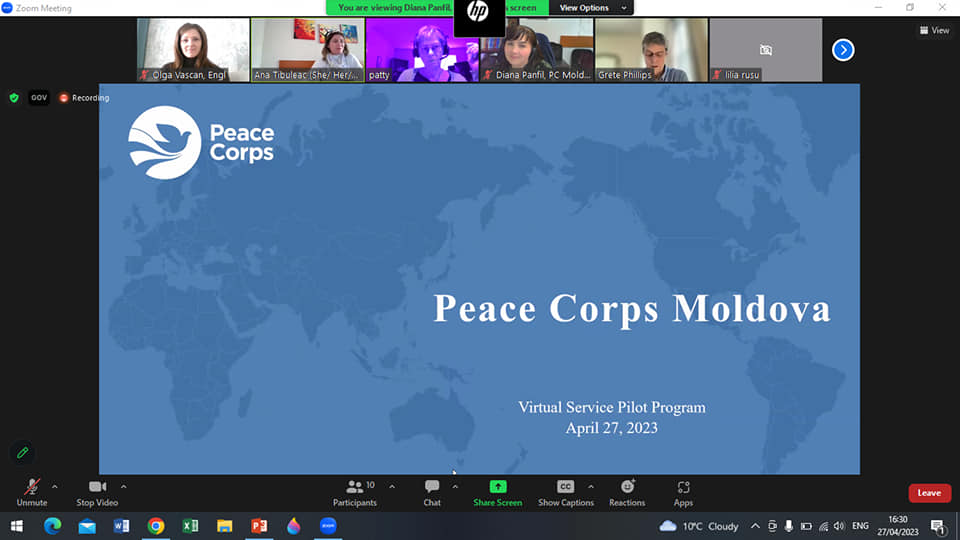 Zoom Meeting
You are viewing Diana Panfil,
hp
screen
View Options
View
Olga Vascan, Engl
Ana Tibuleac (She/ Her/...
patty
Diana Panfil, PC Mold...
Grete Phillips
lilia rusu
GOV
Recording
Peace
Corps
Peace Corps Moldova
Virtual Service Pilot Program
April 27, 2023
Unmute
Stop Video
10
Participants
Chat
Share Screen
CC
Show Captions
Reactions
Apps
Leave
10°C Cloudy
ENG
16:30
27/04/2023
1